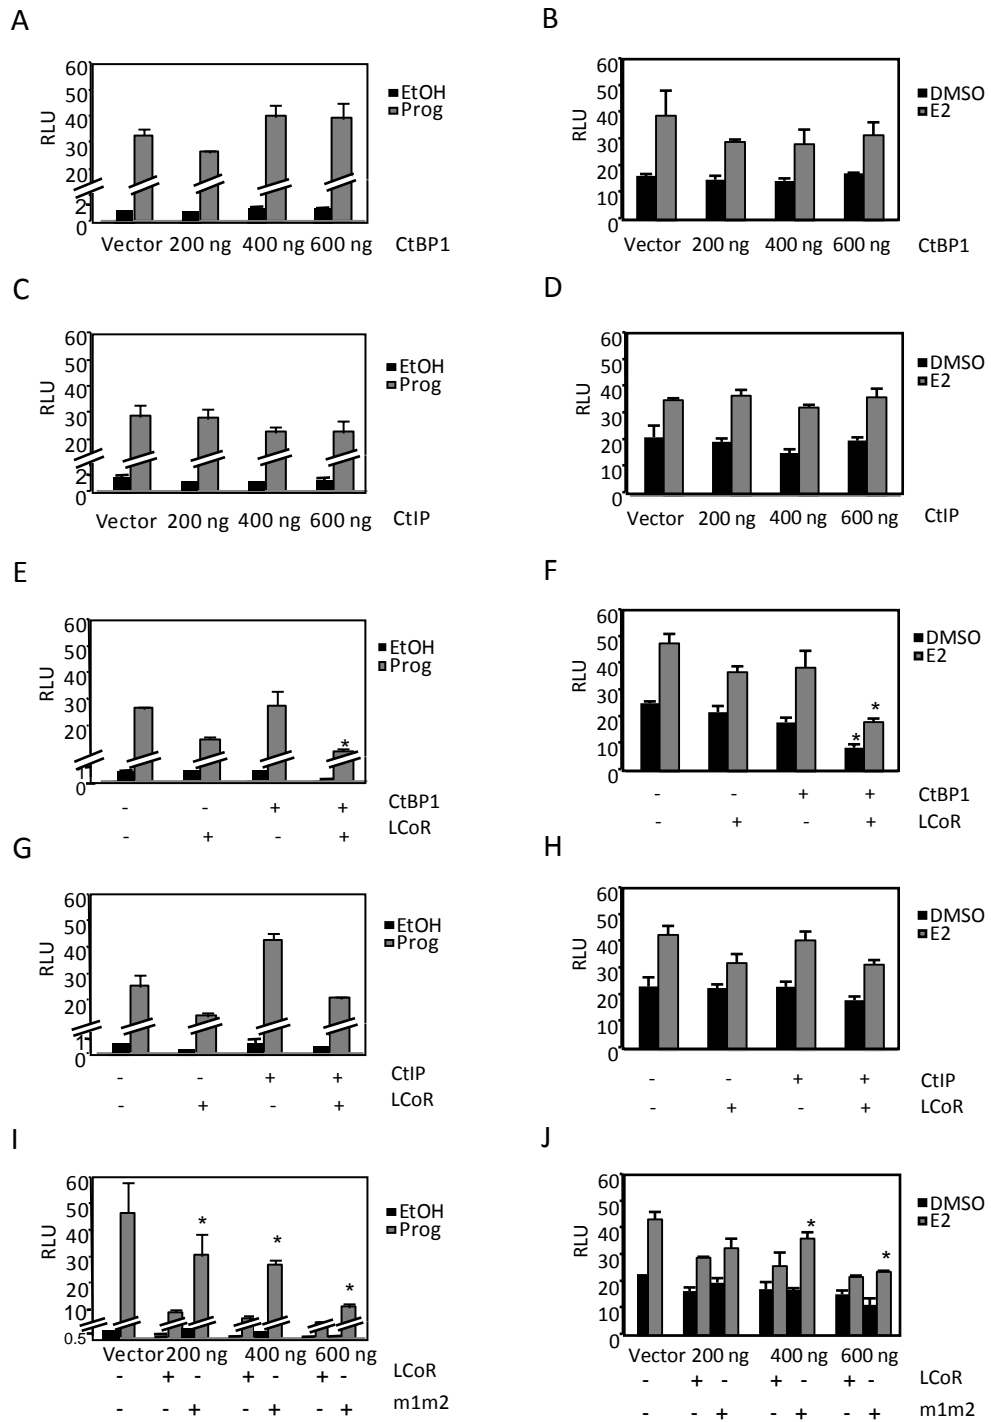 A
60
50
40
30
20
2
0
RLU
EtOH
Prog
Vector 200 ng 400 ng 600 ng CtBP1
B
60
50
40
30
20
10
0
RLU
DMSO
E2
Vector 200 ng 400 ng 600 ng CtBP1
C
60
50
40
30
20
2
0
RLU
EtOH
Prog
Vector 200 ng 400 ng 600 ng CtIP
D
60
50
40
30
20
10
0
RLU
DMSO
E2
Vector 200 ng 400 ng 600 ng CtIP
E
60
50
40
30
20
1
0
RLU
EtOH
Prog
*
- - + + CtBP1
- + - + LCoR
F
60
50
40
30
20
10
0
RLU
DMSO
E2
* *
- - + + CtBP1
- + - + LCoR
G
60
50
40
30
20
1
0
RLU
EtOH
Prog
- - + + CtIP
- + - + LCoR
H
60
50
40
30
20
10
0
RLU
DMSO
E2
- - + + CtIP
- + - + LCoR
I
60
50
40
30
20
10
0.5
RLU
EtOH
Prog
* * *
Vector 200 ng 400 ng 600 ng
- + - + - + - LCoR
- - + - + - + m1m2
J
60
50
40
30
20
10
0
RLU
DMSO
E2
* *
Vector 200 ng 400 ng 600 ng
- + - + - + - LCoR
- - + - + - + m1m2